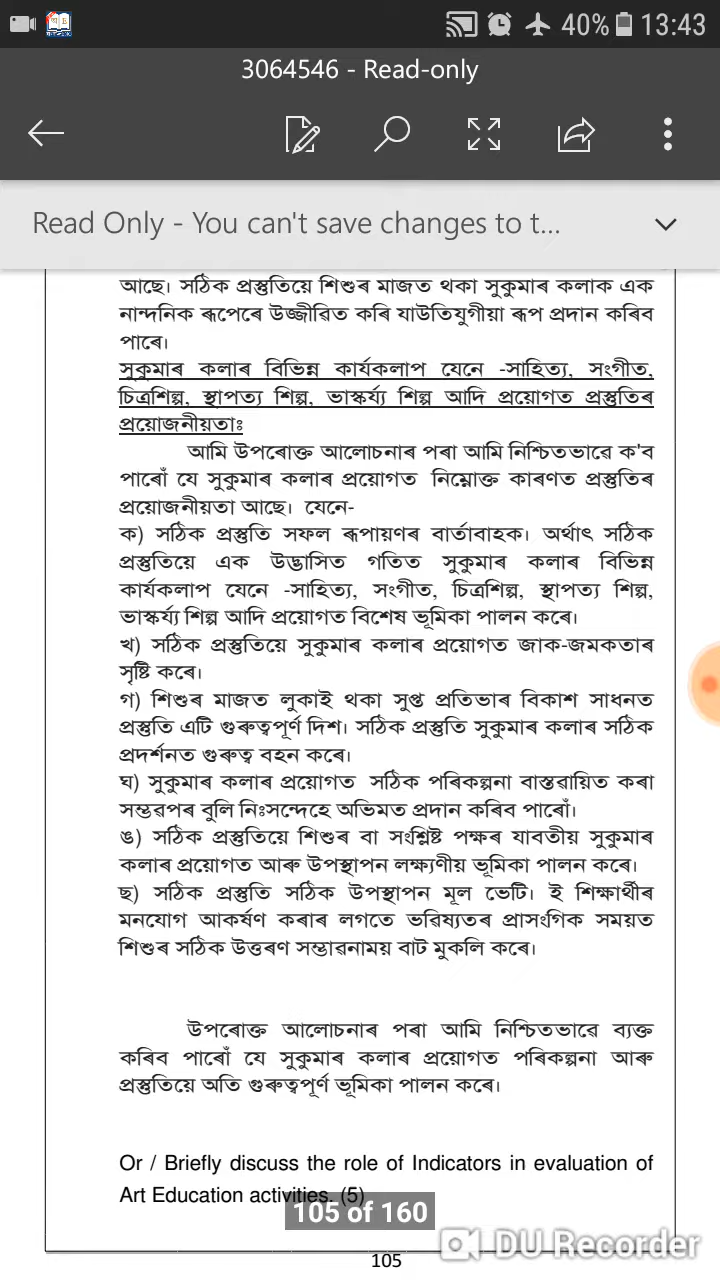 40% 13:43
3064546 - Read-only
Read Only - You can't save changes to t...
আছে। সঠিক প্ৰস্তুতিয়ে শিশুৰ মাজত থকা সুকুমাৰ কলাক এক
নান্দনিক ৰূপেৰে উজ্জীৱিত কৰি যাউতিযুগীয়া ৰূপ প্ৰদান কৰিব
পাৰে।
সুকুমাৰ কলাৰ বিভিন্ন কাৰ্যকলাপ যেনে -সাহিত্য, সংগীত,
চিত্ৰশিল্প, স্থাপত্য শিল্প, ভাস্কৰ্য্য শিল্প আদি প্ৰয়োগত প্ৰস্তুতিৰ
প্ৰয়োজনীয়তাঃ
আমি উপৰোক্ত আলোচনাৰ পৰা আমি নিশ্চিতভাৱে ক'ব
পাৰোঁ যে সুকুমাৰ কলাৰ প্ৰয়োগত নিম্নোক্ত কাৰণত প্ৰস্তুতিৰ
প্ৰয়োজনীয়তা আছে। যেনে-
ক) সঠিক প্ৰস্তুতি সফল ৰূপায়ণৰ বাৰ্তাবাহক। অৰ্থাৎ সঠিক
প্ৰস্তুতিয়ে এক উদ্ভাসিত গতিত সুকুমাৰ কলাৰ বিভিন্ন
কাৰ্যকলাপ যেনে -সাহিত্য, সংগীত, চিত্ৰশিল্প, স্থাপত্য শিল্প,
ভাস্কৰ্য্য শিল্প আদি প্ৰয়োগত বিশেষ ভূমিকা পালন কৰে।
খ) সঠিক প্ৰস্তুতিয়ে সুকুমাৰ কলাৰ প্ৰয়োগত জাক-জমকতাৰ
সৃষ্টি কৰে।
গ) শিশুৰ মাজত লুকাই থকা সুপ্ত প্ৰতিভাৰ বিকাশ সাধনত
প্ৰস্তুতি এটি গুৰুত্বপূৰ্ণ দিশ। সঠিক প্ৰস্তুতি সুকুমাৰ কলাৰ সঠিক
প্ৰদৰ্শনত গুৰুত্ব বহন কৰে।
ঘ) সুকুমাৰ কলাৰ প্ৰয়োগত সঠিক পৰিকল্পনা বাস্তৱায়িত কৰা
সম্ভৱপৰ বুলি নিঃসন্দেহে অভিমত প্ৰদান কৰিব পাৰোঁ।
ঙ) সঠিক প্ৰস্তুতিয়ে শিশুৰ বা সংশ্লিষ্ট পক্ষৰ যাবতীয় সুকুমাৰ
কলাৰ প্ৰয়োগত আৰু উপস্থাপন লক্ষ্যণীয় ভূমিকা পালন কৰে।
ছ) সঠিক প্ৰস্তুতি সঠিক উপস্থাপন মূল ভেটি। ই শিক্ষাৰ্থীৰ
মনযোগ আকৰ্ষণ কৰাৰ লগতে ভৱিষ্যতৰ প্ৰাসংগিক সময়ত
শিশুৰ সঠিক উত্তৰণ সম্ভাৱনাময় বাট মুকলি কৰে।
উপৰোক্ত আলোচনাৰ পৰা আমি নিশ্চিতভাৱে ব্যক্ত
কৰিব পাৰোঁ যে সুকুমাৰ কলাৰ প্ৰয়োগত পৰিকল্পনা আৰু
প্ৰস্তুতিয়ে অতি গুৰুত্বপূৰ্ণ ভূমিকা পালন কৰে।
Or / Briefly discuss the role of Indicators in evaluation of
Art Education activities. (5)
105 of 160
DU Recorder
105